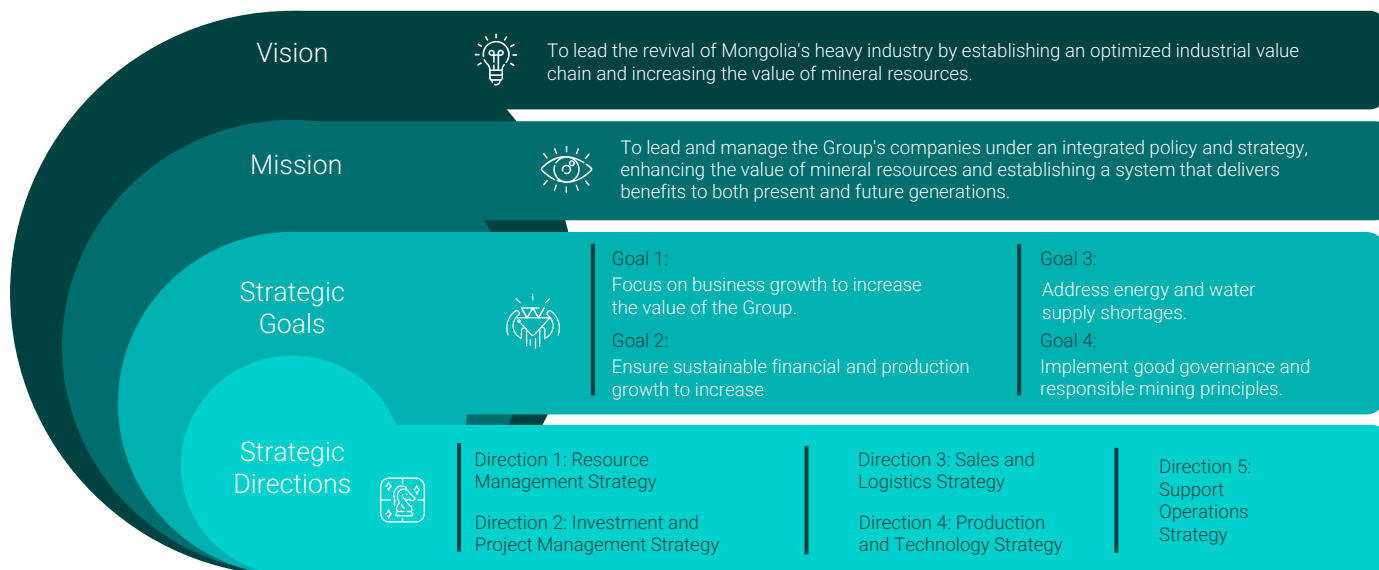 Vision
To lead the revival of Mongolia's heavy industry by establishing an optimized industrial value
chain and increasing the value of mineral resources.
Mission
To lead and manage the Group's companies under an integrated policy and strategy,
enhancing the value of mineral resources and establishing a system that delivers
benefits to both present and future generations.
Strategic
Goals
Goal 1:
Focus on business growth to increase
the value of the Group.
Goal 2:
Ensure sustainable financial and production
growth to increase
Goal 3:
Address energy and water
supply shortages.
Goal 4:
Implement good governance and
responsible mining principles.
Strategic
Directions
Direction 1: Resource
Management Strategy
Direction 2: Investment and
Project Management Strategy
Direction 3: Sales and
Logistics Strategy
Direction 4: Production
and Technology Strategy
Direction 5:
Support
Operations
Strategy